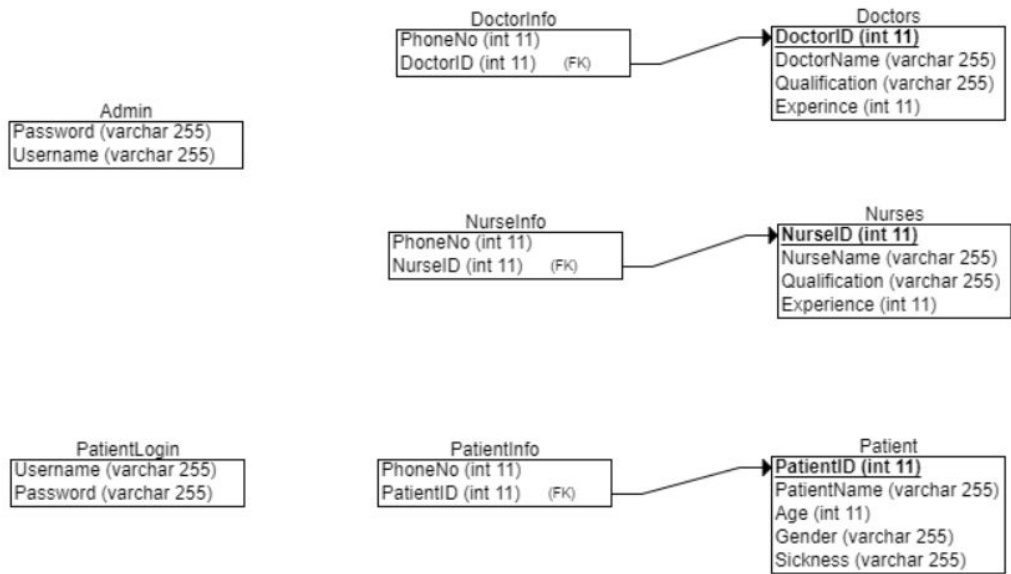 DoctorInfo
PhoneNo (int 11)
DoctorID (int 11) (FK)
Doctors
DoctorID (int 11)
DoctorName (varchar 255)
Qualification (varchar 255)
Experince (int 11)
Admin
Password (varchar 255)
Username (varchar 255)
NurseInfo
PhoneNo (int 11)
NurseID (int 11) (FK)
Nurses
NurseID (int 11)
NurseName (varchar 255)
Qualification (varchar 255)
Experience (int 11)
PatientLogin
Username (varchar 255)
Password (varchar 255)
PatientInfo
PhoneNo (int 11)
PatientID (int 11) (FK)
Patient
PatientID (int 11)
PatientName (varchar 255)
Age (int 11)
Gender (varchar 255)
Sickness (varchar 255)